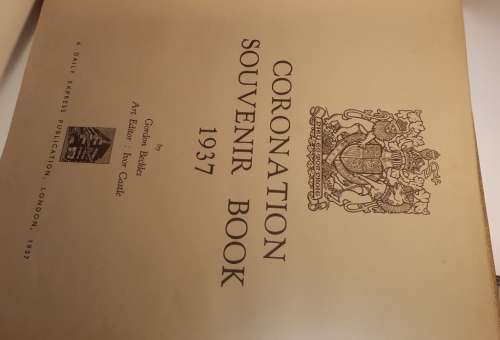 CORONATION
SOUVENIR BOOK
1937
by
Gordon Beckles
Art Editor : Ivor Castle
A DAILY EXPRESS PUBLICATION, LONDON, 1937